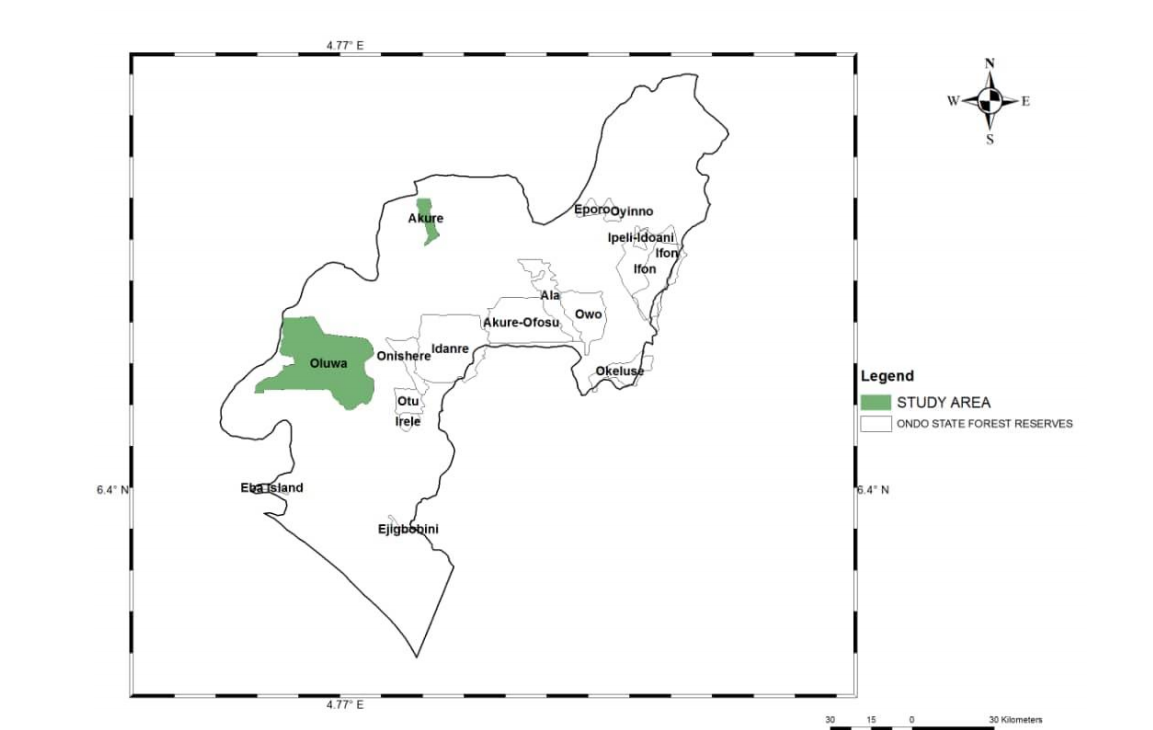 4.77° E
N
W
E
S
Akure
Eporo
Oyinno
Ipeli-Idoani
Ifon
Ifon
Ala
Owo
Akure-Ofosu
Idanre
Onishere
Oluwa
Okeluse
Otu
Irele
Legend
STUDY AREA
ONDO STATE FOREST RESERVES
6.4° N
6.4° N
Eba Island
Ejigbobini
4.77° E
30 15 0 30 Kilometers